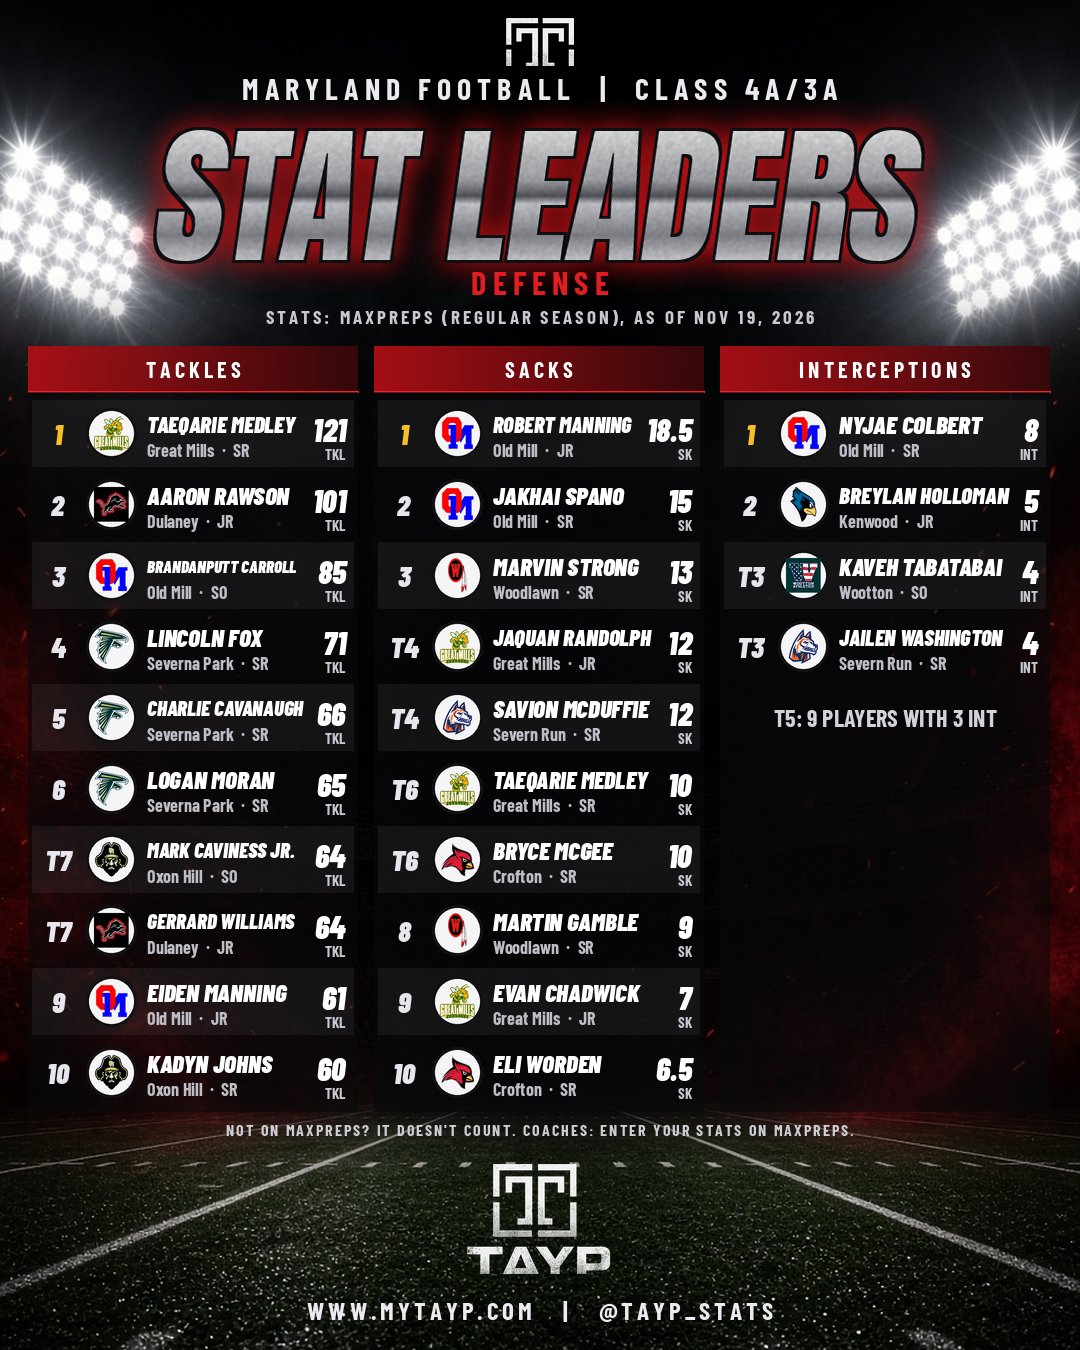 MARYLAND FOOTBALL | CLASS 4A/3A
STAT LEADERS
DEFENSE
STATS: MAXPREPS (REGULAR SEASON), AS OF NOV 19, 2026
TACKLES
1 TAEQARIE MEDLEY 121
Great Mills · SR TKL
2 AARON RAWSON 101
Dulaney · JR TKL
3 BRANDANPUTT CARROLL 85
Old Mill · SO TKL
4 LINCOLN FOX 71
Severna Park · SR TKL
5 CHARLIE CAVANAUGH 66
Severna Park · SR TKL
6 LOGAN MORAN 65
Severna Park · SR TKL
T7 MARK CAVINESS JR. 64
Oxon Hill · SO TKL
T7 GERRARD WILLIAMS 64
Dulaney · JR TKL
9 EIDEN MANNING 61
Old Mill · JR TKL
10 KADYN JOHNS 60
Oxon Hill · SR TKL
SACKS
1 ROBERT MANNING 18.5
Old Mill · JR SK
2 JAKHAI SPANO 15
Old Mill · SR SK
3 MARVIN STRONG 13
Woodlawn · SR SK
T4 JAQUAN RANDOLPH 12
Great Mills · JR SK
T4 SAVION MCDUFFIE 12
Severn Run · SR SK
T6 TAEQARIE MEDLEY 10
Great Mills · SR SK
T6 BRYCE MCGEE 10
Crofton · SR SK
8 MARTIN GAMBLE 9
Woodlawn · SR SK
9 EVAN CHADWICK 7
Great Mills · JR SK
10 ELI WORDEN 6.5
Crofton · SR SK
INTERCEPTIONS
1 NYJAE COLBERT 8
Old Mill · SR INT
2 BREYLAN HOLLOMAN 5
Kenwood · JR INT
T3 KAVEH TABATABAI 4
Wootton · SO INT
T3 JAILEN WASHINGTON 4
Severn Run · SR INT
T5: 9 PLAYERS WITH 3 INT
NOT ON MAXPREPS? IT DOESN'T COUNT. COACHES: ENTER YOUR STATS ON MAXPREPS.
TAYP
WWW.MYTAYP.COM | @TAYP_STATS